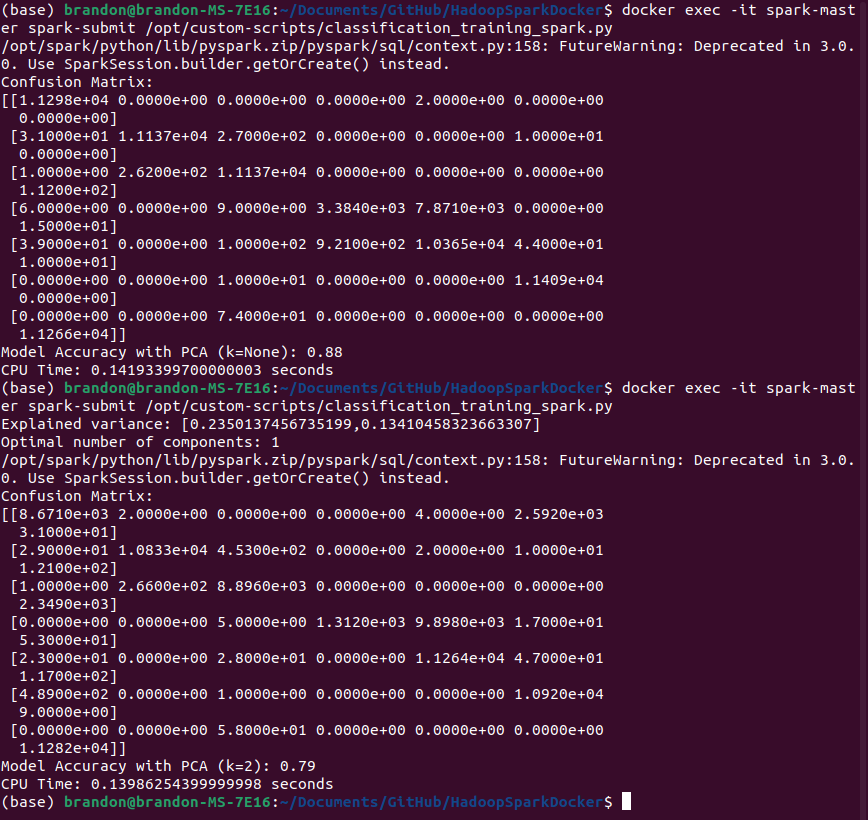 (base) brandon@brandon-MS-7E16:~/Documents/GitHub/HadoopSparkDocker$ docker exec -it spark-mast
er spark-submit /opt/custom-scripts/classification_training_spark.py
/opt/spark/python/lib/pyspark.zip/pyspark/sql/context.py:158: FutureWarning: Deprecated in 3.0.
0. Use SparkSession.builder.getOrCreate() instead.
Confusion Matrix:
[[1.1298e+04 0.0000e+00 0.0000e+00 0.0000e+00 2.0000e+00 0.0000e+00
  0.0000e+00]
 [3.1000e+01 1.1137e+04 2.7000e+02 0.0000e+00 0.0000e+00 1.0000e+01
  0.0000e+00]
 [1.0000e+00 2.6200e+02 1.1137e+04 0.0000e+00 0.0000e+00 0.0000e+00
  1.1200e+02]
 [6.0000e+00 0.0000e+00 9.0000e+00 3.3840e+03 7.8710e+03 0.0000e+00
  1.5000e+01]
 [3.9000e+01 0.0000e+00 1.0000e+02 9.2100e+02 1.0365e+04 4.4000e+01
  1.0000e+01]
 [0.0000e+00 0.0000e+00 1.0000e+01 0.0000e+00 0.0000e+00 1.1409e+04
  0.0000e+00]
 [0.0000e+00 0.0000e+00 7.4000e+01 0.0000e+00 0.0000e+00 0.0000e+00
  1.1266e+04]]
Model Accuracy with PCA (k=None): 0.88
CPU Time: 0.14193399700000003 seconds
(base) brandon@brandon-MS-7E16:~/Documents/GitHub/HadoopSparkDocker$ docker exec -it spark-mast
er spark-submit /opt/custom-scripts/classification_training_spark.py
Explained variance: [0.2350137456735199,0.13410458323663307]
Optimal number of components: 1
/opt/spark/python/lib/pyspark.zip/pyspark/sql/context.py:158: FutureWarning: Deprecated in 3.0.
0. Use SparkSession.builder.getOrCreate() instead.
Confusion Matrix:
[[8.6710e+03 2.0000e+00 0.0000e+00 0.0000e+00 4.0000e+00 2.5920e+03
  3.1000e+01]
 [2.9000e+01 1.0833e+04 4.5300e+02 0.0000e+00 2.0000e+00 1.0000e+01
  1.2100e+02]
 [1.0000e+00 2.6600e+02 8.8960e+03 0.0000e+00 0.0000e+00 0.0000e+00
  2.3490e+03]
 [0.0000e+00 0.0000e+00 5.0000e+00 1.3120e+03 9.8980e+03 1.7000e+01
  5.3000e+01]
 [2.3000e+01 0.0000e+00 2.8000e+01 0.0000e+00 1.1264e+04 4.7000e+01
  1.1700e+02]
 [4.8900e+02 0.0000e+00 1.0000e+00 0.0000e+00 0.0000e+00 1.0920e+04
  9.0000e+00]
 [0.0000e+00 0.0000e+00 5.8000e+01 0.0000e+00 0.0000e+00 0.0000e+00
  1.1282e+04]]
Model Accuracy with PCA (k=2): 0.79
CPU Time: 0.13986254399999998 seconds
(base) brandon@brandon-MS-7E16:~/Documents/GitHub/HadoopSparkDocker$